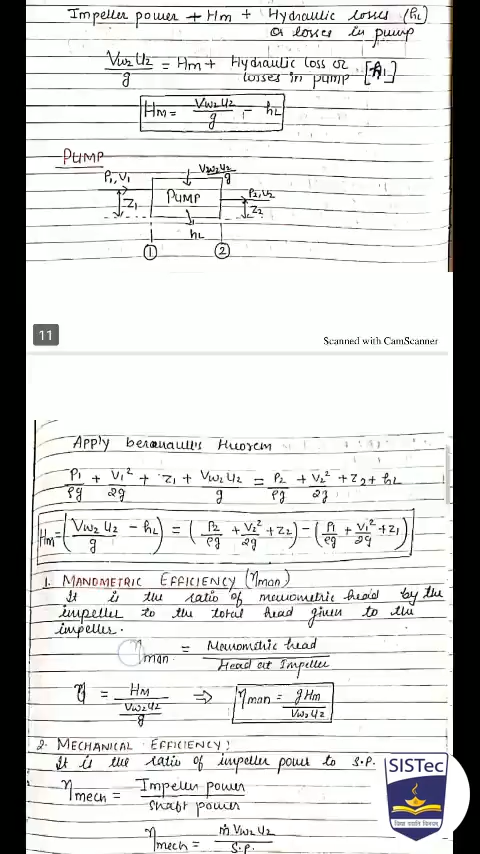 Impeller power + Hm + Hydraulic losses (hL)
or losses in pump
Vw2 U2 / g = Hm + Hydraulic loss or losses in pump [hL]
Hm = Vw2 U2 / g - hL
PUMP
Vw2 U2 / g
P1, V1
P2, V2
Z1
PUMP
Z2
hL
① ②
11
Scanned with CamScanner
Apply beranaulls theorem
P1/ρg + V1²/2g + Z1 + Vw2 U2/g = P2/ρg + V2²/2g + Z2 + hL
Hm = (Vw2 U2/g - hL) = (P2/ρg + V2²/2g + Z2) - (P1/ρg + V1²/2g + Z1)
1. MANOMETRIC EFFICIENCY (ηman)
It is the ratio of manometric head by the
impeller to the total head given to the
impeller.
ηman = Manometric head / Head at Impeller
η = Hm / (Vw2 U2 / g) ⇒ ηman = g Hm / Vw2 U2
2. MECHANICAL EFFICIENCY:
It is the ratio of impeller power to S.P.
ηmech = Impeller power / Shaft power
ηmech = ṁ Vw2 U2 / S.P.
SISTec